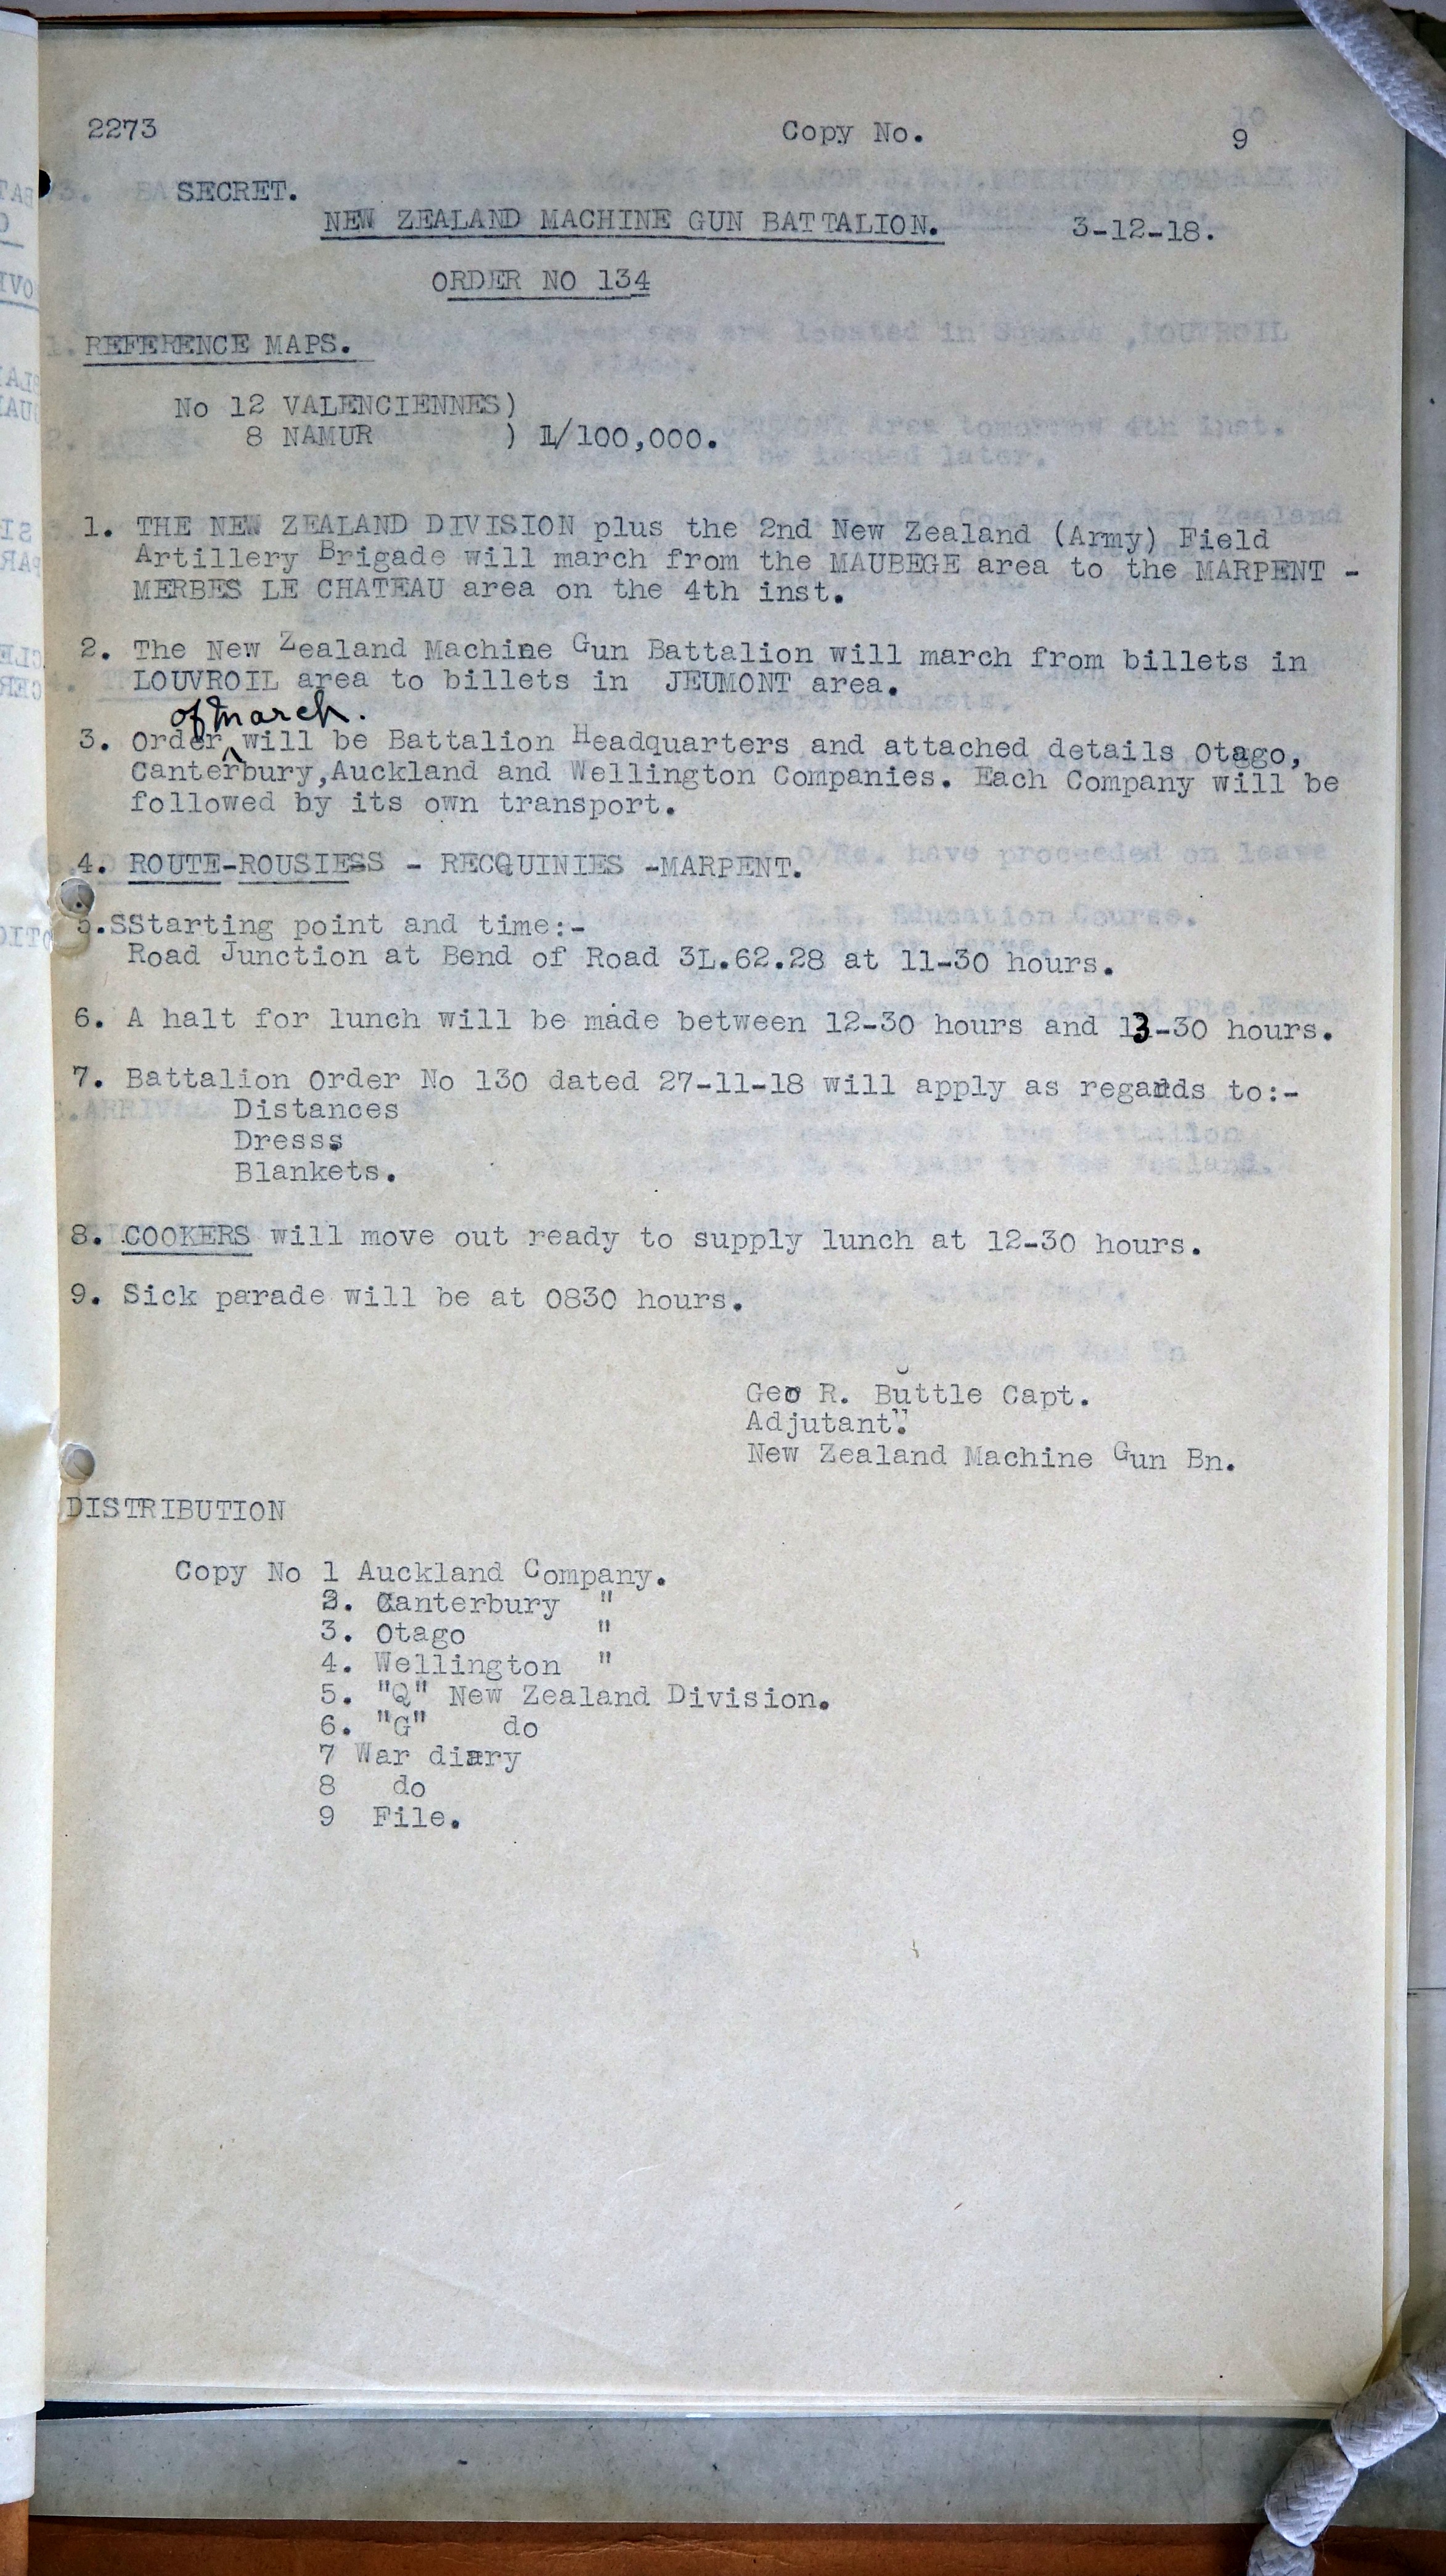 2273 Copy No. 9
SECRET.
NEW ZEALAND MACHINE GUN BATTALION. 3-12-18.
ORDER NO 134
REFERENCE MAPS.
No 12 VALENCIENNES)
8 NAMUR ) 1/100,000.
1. THE NEW ZEALAND DIVISION plus the 2nd New Zealand (Army) Field
Artillery Brigade will march from the MAUBEGE area to the MARPENT -
MERBES LE CHATEAU area on the 4th inst.
2. The New Zealand Machine Gun Battalion will march from billets in
LOUVROIL area to billets in JEUMONT area.
of march.
3. Order will be Battalion Headquarters and attached details Otago,
Canterbury,Auckland and Wellington Companies. Each Company will be
followed by its own transport.
4. ROUTE-ROUSIESS - RECQUINIES -MARPENT.
5.SStarting point and time:-
Road Junction at Bend of Road 3L.62.28 at 11-30 hours.
6. A halt for lunch will be made between 12-30 hours and 13-30 hours.
7. Battalion Order No 130 dated 27-11-18 will apply as regards to:-
Distances
Dresss
Blankets.
8. COOKERS will move out ready to supply lunch at 12-30 hours.
9. Sick parade will be at 0830 hours.
Geo R. Buttle Capt.
Adjutant".
New Zealand Machine Gun Bn.
DISTRIBUTION
Copy No 1 Auckland Company.
2. Canterbury "
3. Otago "
4. Wellington "
5. "Q" New Zealand Division.
6. "G" do
7 War diary
8 do
9 File.